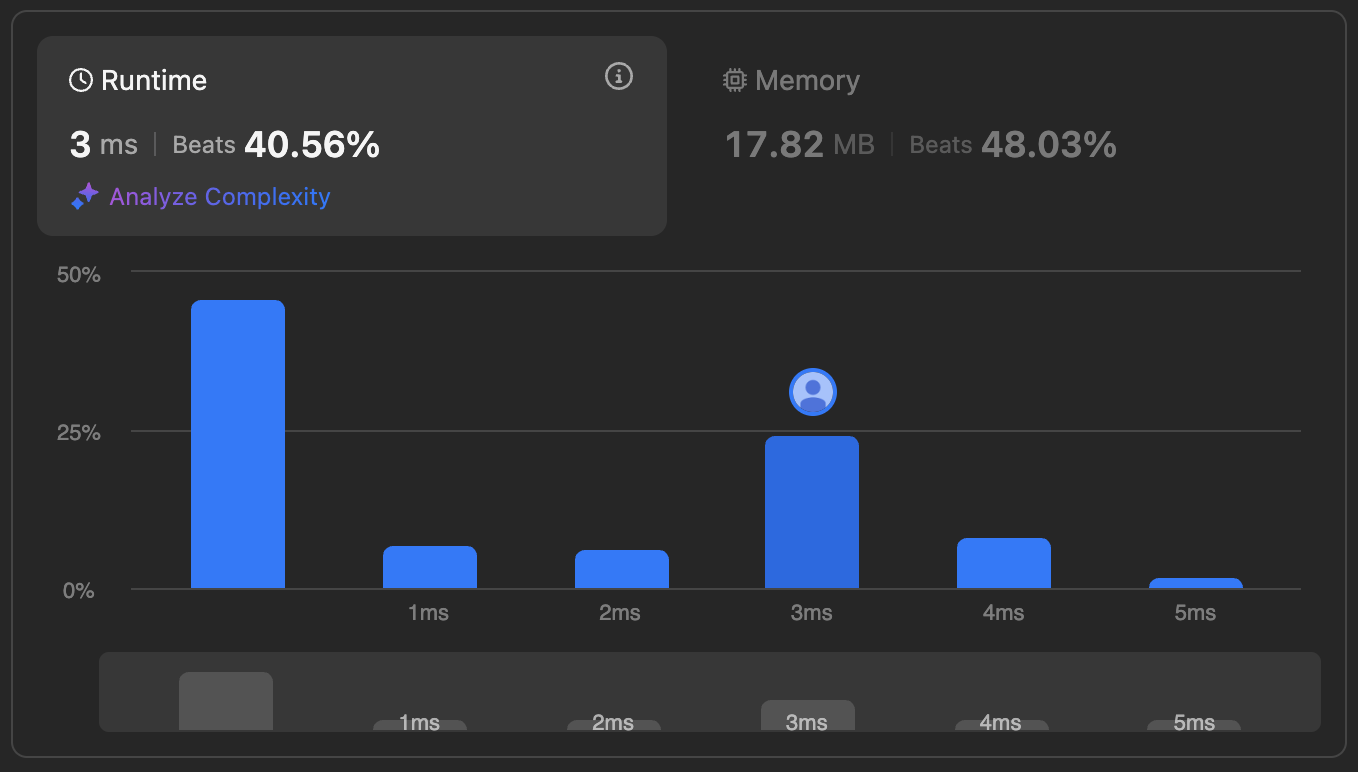 Runtime
3 ms | Beats 40.56%
Analyze Complexity
Memory
17.82 MB | Beats 48.03%
50%
25%
0%
1ms 2ms 3ms 4ms 5ms
1ms 2ms 3ms 4ms 5ms